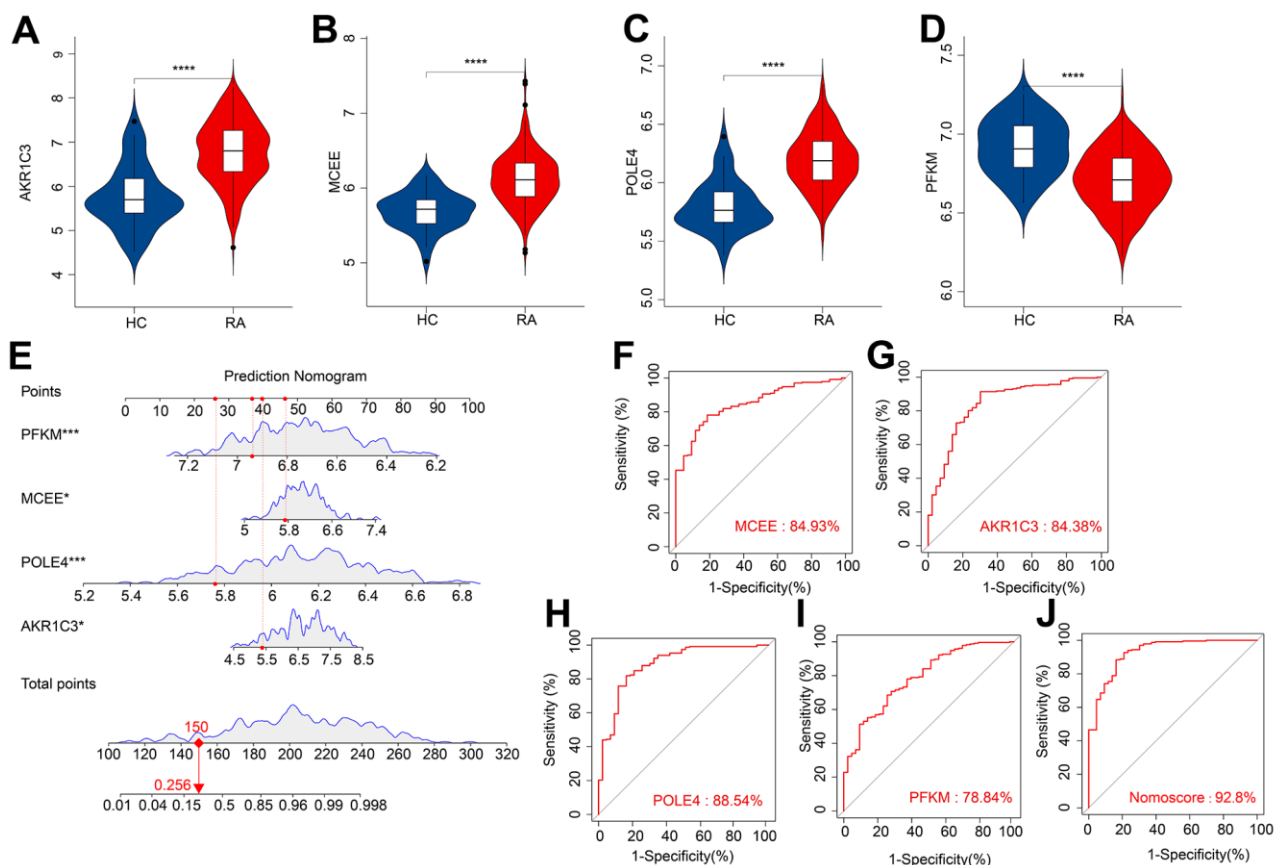 A
AKR1C3
9
8
7
6
5
4
****
HC
RA
B
MCEE
8
7
6
5
****
HC
RA
C
POLE4
7.0
6.5
6.0
5.5
5.0
****
HC
RA
D
PFKM
7.5
7.0
6.5
6.0
****
HC
RA
E
Prediction Nomogram
Points
0 10 20 30 40 50 60 70 80 90 100
PFKM***
7.2 7 6.8 6.6 6.4 6.2
MCEE*
5 5.8 6.6 7.4
POLE4***
5.2 5.6 5.8 6 6.2 6.4 6.6 6.8
AKR1C3*
4.5 5.5 6.5 7.5 8.5
Total points
150
100 120 140 160 180 200 220 240 260 280 300 320
0.256
0.01 0.04 0.15 0.5 0.85 0.96 0.99 0.998
F
Sensitivity (%)
100
80
60
40
20
0
MCEE : 84.93%
0 20 40 60 80 100
1-Specificity(%)
G
Sensitivity (%)
100
80
60
40
20
0
AKR1C3 : 84.38%
0 20 40 60 80 100
1-Specificity(%)
H
Sensitivity (%)
100
80
60
40
20
0
POLE4 : 88.54%
0 20 40 60 80 100
1-Specificity(%)
I
Sensitivity (%)
100
80
60
40
20
0
PFKM : 78.84%
0 20 40 60 80 100
1-Specificity(%)
J
Sensitivity (%)
100
80
60
40
20
0
Nomoscore : 92.8%
0 20 40 60 80 100
1-Specificity(%)